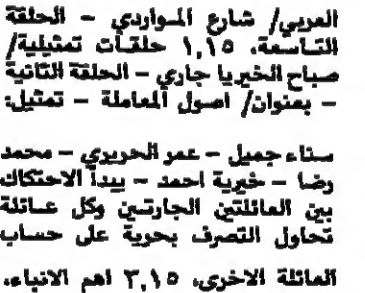 العربي/ شارع المواردي – الحلقة
التاسعة، ١,١٥ حلقات تمثيلية/
صباح الخير يا جاري – الحلقة الثانية
– بعنوان/ اصول المعاملة – تمثيل:
سناء جميل – عمر الحريري – محمد
رضا – خيرية احمد – يبدأ الاحتكاك
بين العائلتين الجارتين وكل عائلة
تحاول التصرف بحرية على حساب
العائلة الاخرى، ٣,١٥ اهم الانباء،